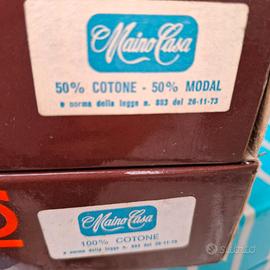 Maino Casa
50% COTONE - 50% MODAL
a norma della legge n. 883 del 26-11-73
Maino Casa
100% COTONE
a norma della legge n. 883 del 26-11-73
Subito